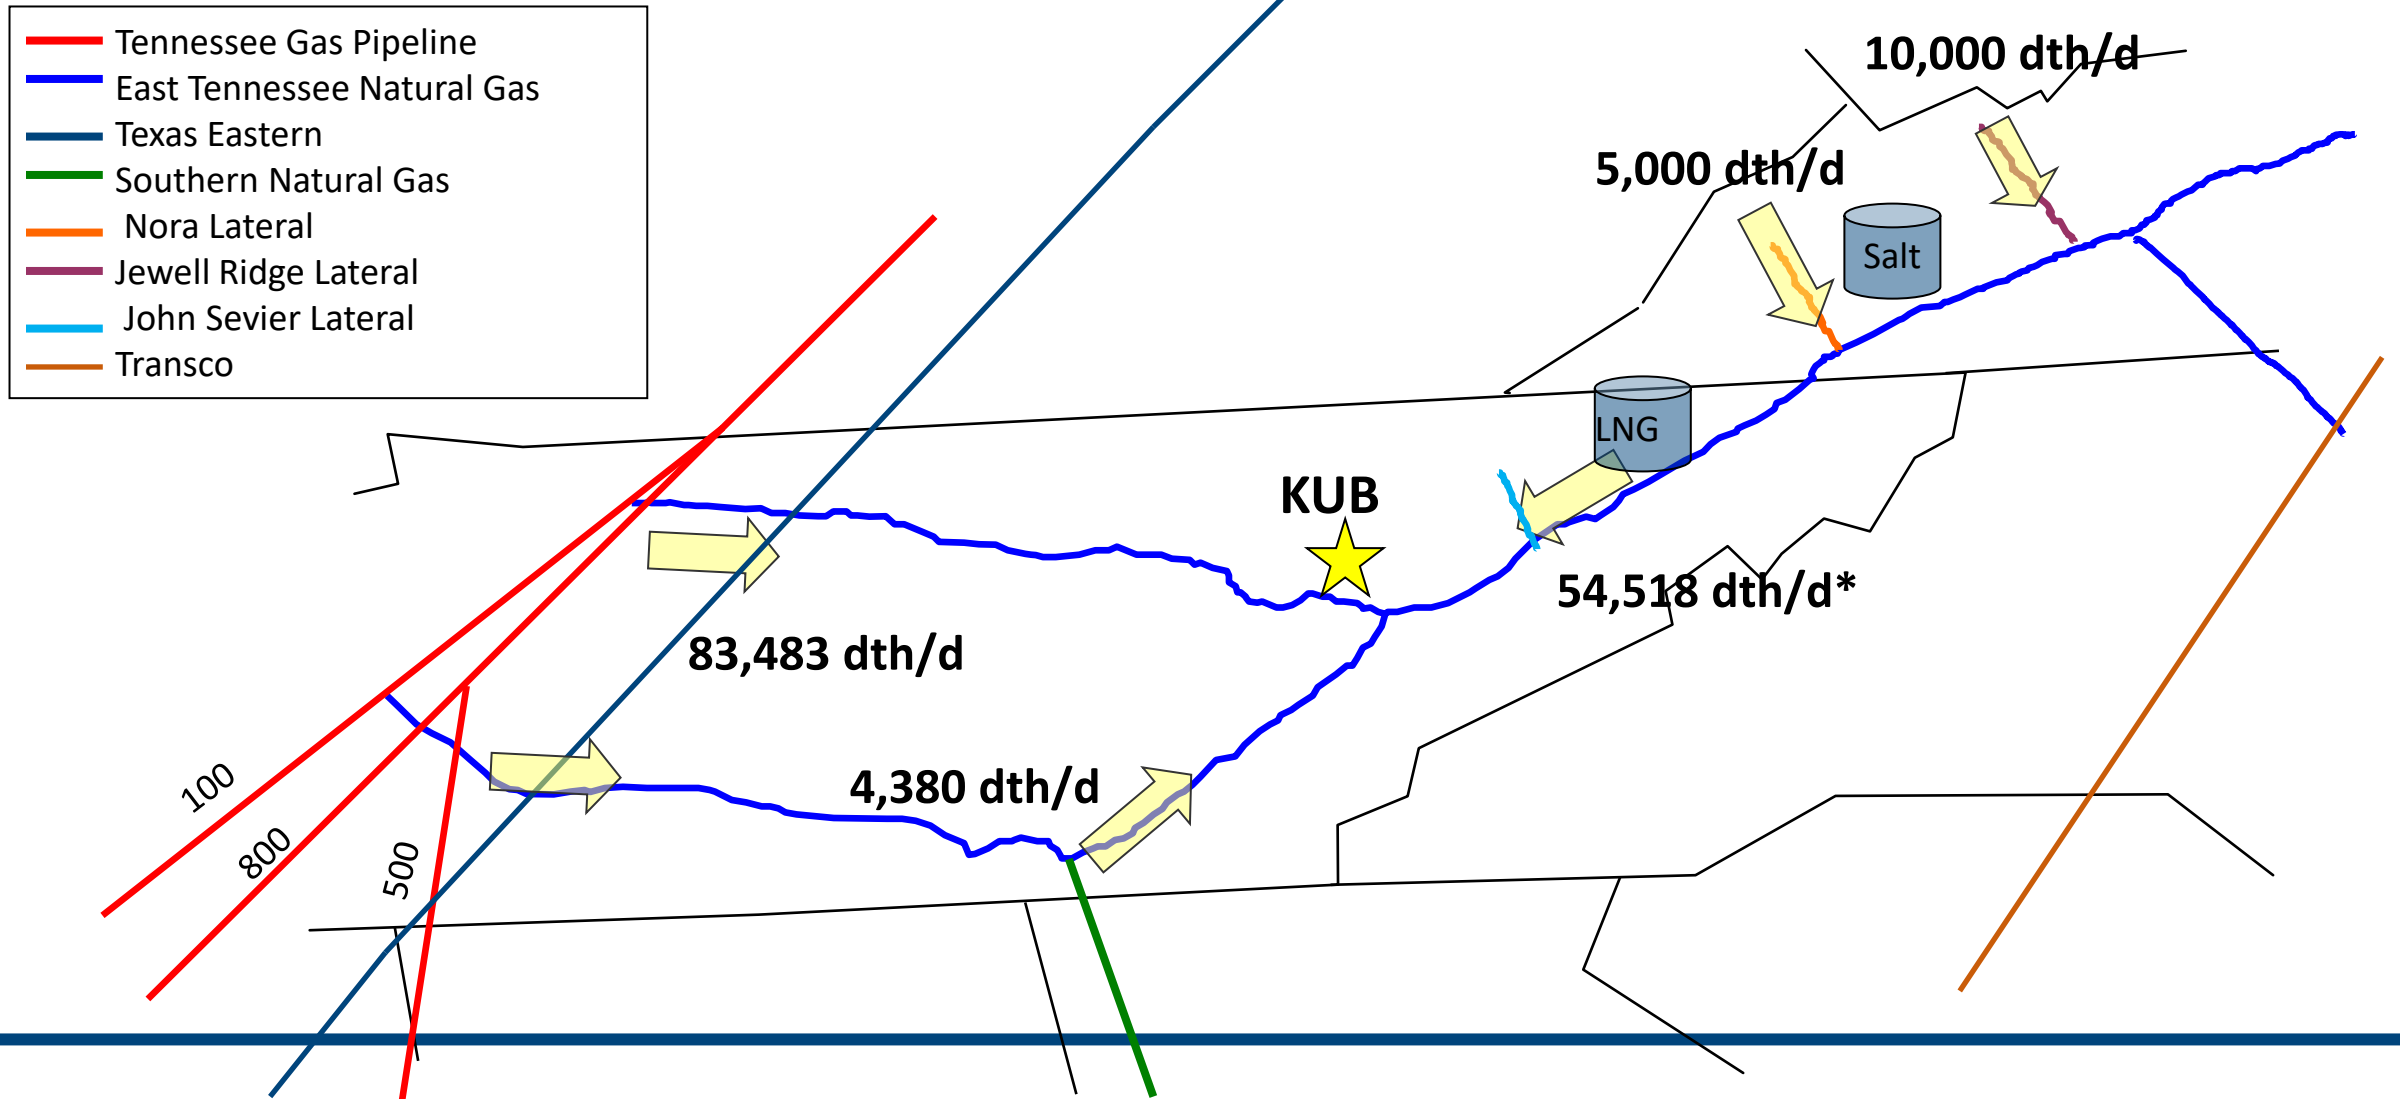 Tennessee Gas Pipeline
East Tennessee Natural Gas
Texas Eastern
Southern Natural Gas
Nora Lateral
Jewell Ridge Lateral
John Sevier Lateral
Transco
10,000 dth/d
5,000 dth/d
Salt
LNG
KUB
54,518 dth/d*
83,483 dth/d
4,380 dth/d
100
800
500